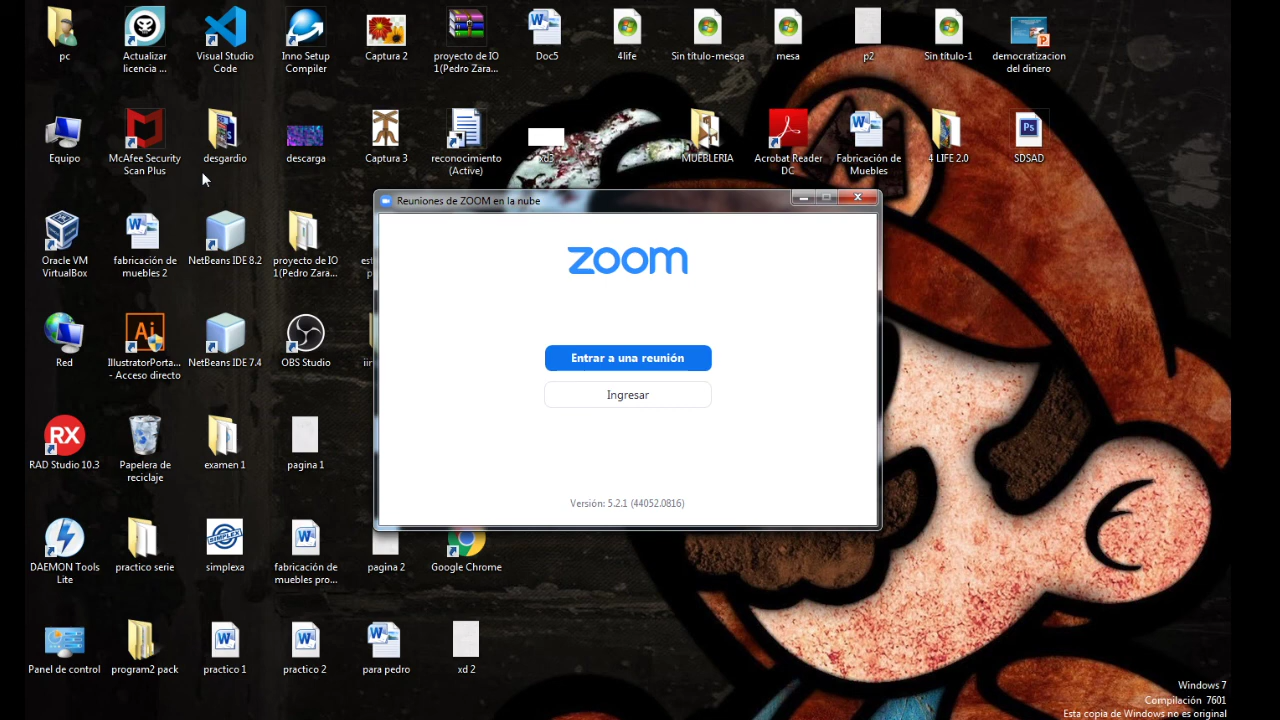 pc
Actualizar
licencia ...
Visual Studio
Code
Inno Setup
Compiler
Captura 2
proyecto de IO
1(Pedro Zara...
Doc5
4life
Sin título-mesqa
mesa
p2
Sin título-1
democratizacion
del dinero
Equipo
McAfee Security
Scan Plus
desgardio
descarga
Captura 3
reconocimiento
(Active)
xd3
MUEBLERIA
Acrobat Reader
DC
Fabricación de
Muebles
4 LIFE 2.0
SDSAD
Reuniones de ZOOM en la nube
zoom
Entrar a una reunión
Ingresar
Versión: 5.2.1 (44052.0816)
Oracle VM
VirtualBox
fabricación de
muebles 2
NetBeans IDE 8.2
proyecto de IO
1(Pedro Zara...
Red
IllustratorPorta...
- Acceso directo
NetBeans IDE 7.4
OBS Studio
RX
RAD Studio 10.3
Papelera de
reciclaje
examen 1
pagina 1
DAEMON Tools
Lite
practico serie
SIMPLEX
simplexa
fabricación de
muebles pro...
pagina 2
Google Chrome
Panel de control
program2 pack
practico 1
practico 2
para pedro
xd 2
Windows 7
Compilación 7601
Esta copia de Windows no es original